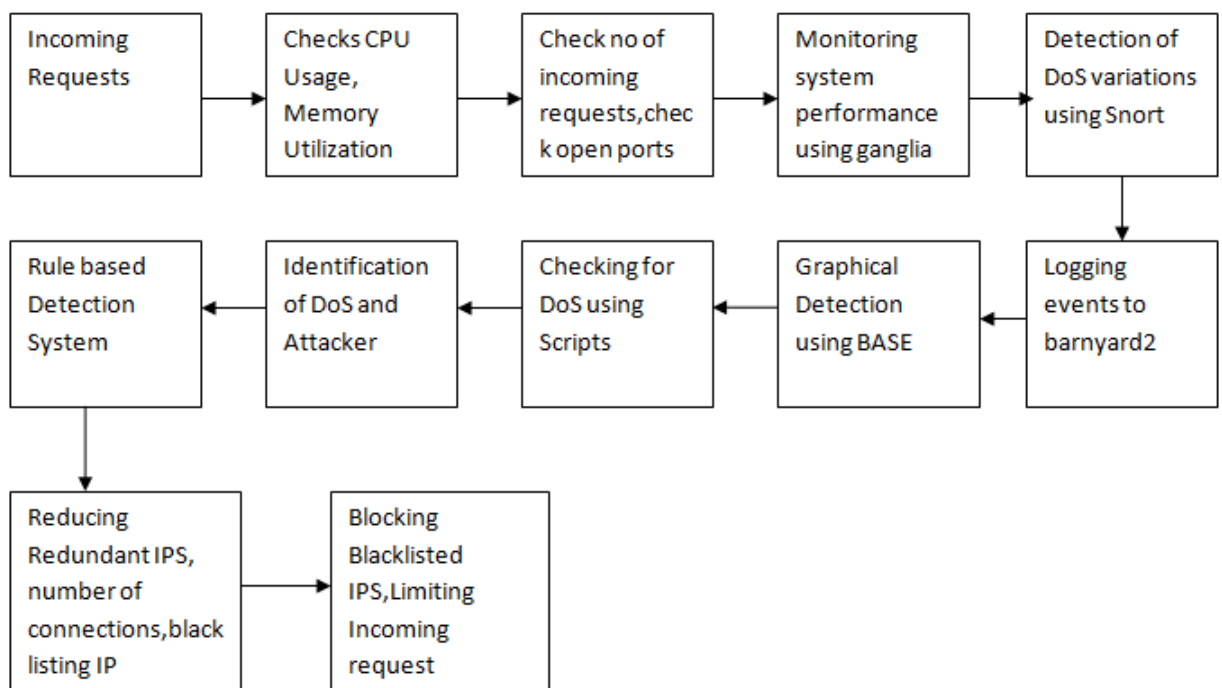 Incoming
Requests
Checks CPU
Usage,
Memory
Utilization
Check no of
incoming
requests,chec
k open ports
Monitoring
system
performance
using ganglia
Detection of
DoS variations
using Snort
Logging
events to
barnyard2
Graphical
Detection
using BASE
Checking for
DoS using
Scripts
Identification
of DoS and
Attacker
Rule based
Detection
System
Reducing
Redundant IPS,
number of
connections,black
listing IP
Blocking
Blacklisted
IPS,Limiting
Incoming
request